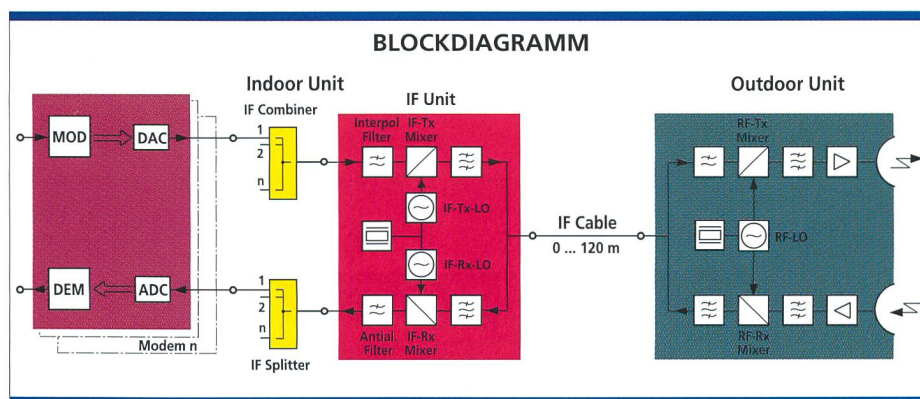 BLOCKDIAGRAMM
Indoor Unit
Outdoor Unit
IF Combiner
IF Unit
1
2
n
MOD
DAC
Interpol
Filter
IF-Tx
Mixer
RF-Tx
Mixer
IF-Tx-LO
IF Cable
0 ... 120 m
RF-LO
IF-Rx-LO
1
2
n
DEM
ADC
Antial.
Filter
IF-Rx
Mixer
RF-Rx
Mixer
Modem n
IF Splitter